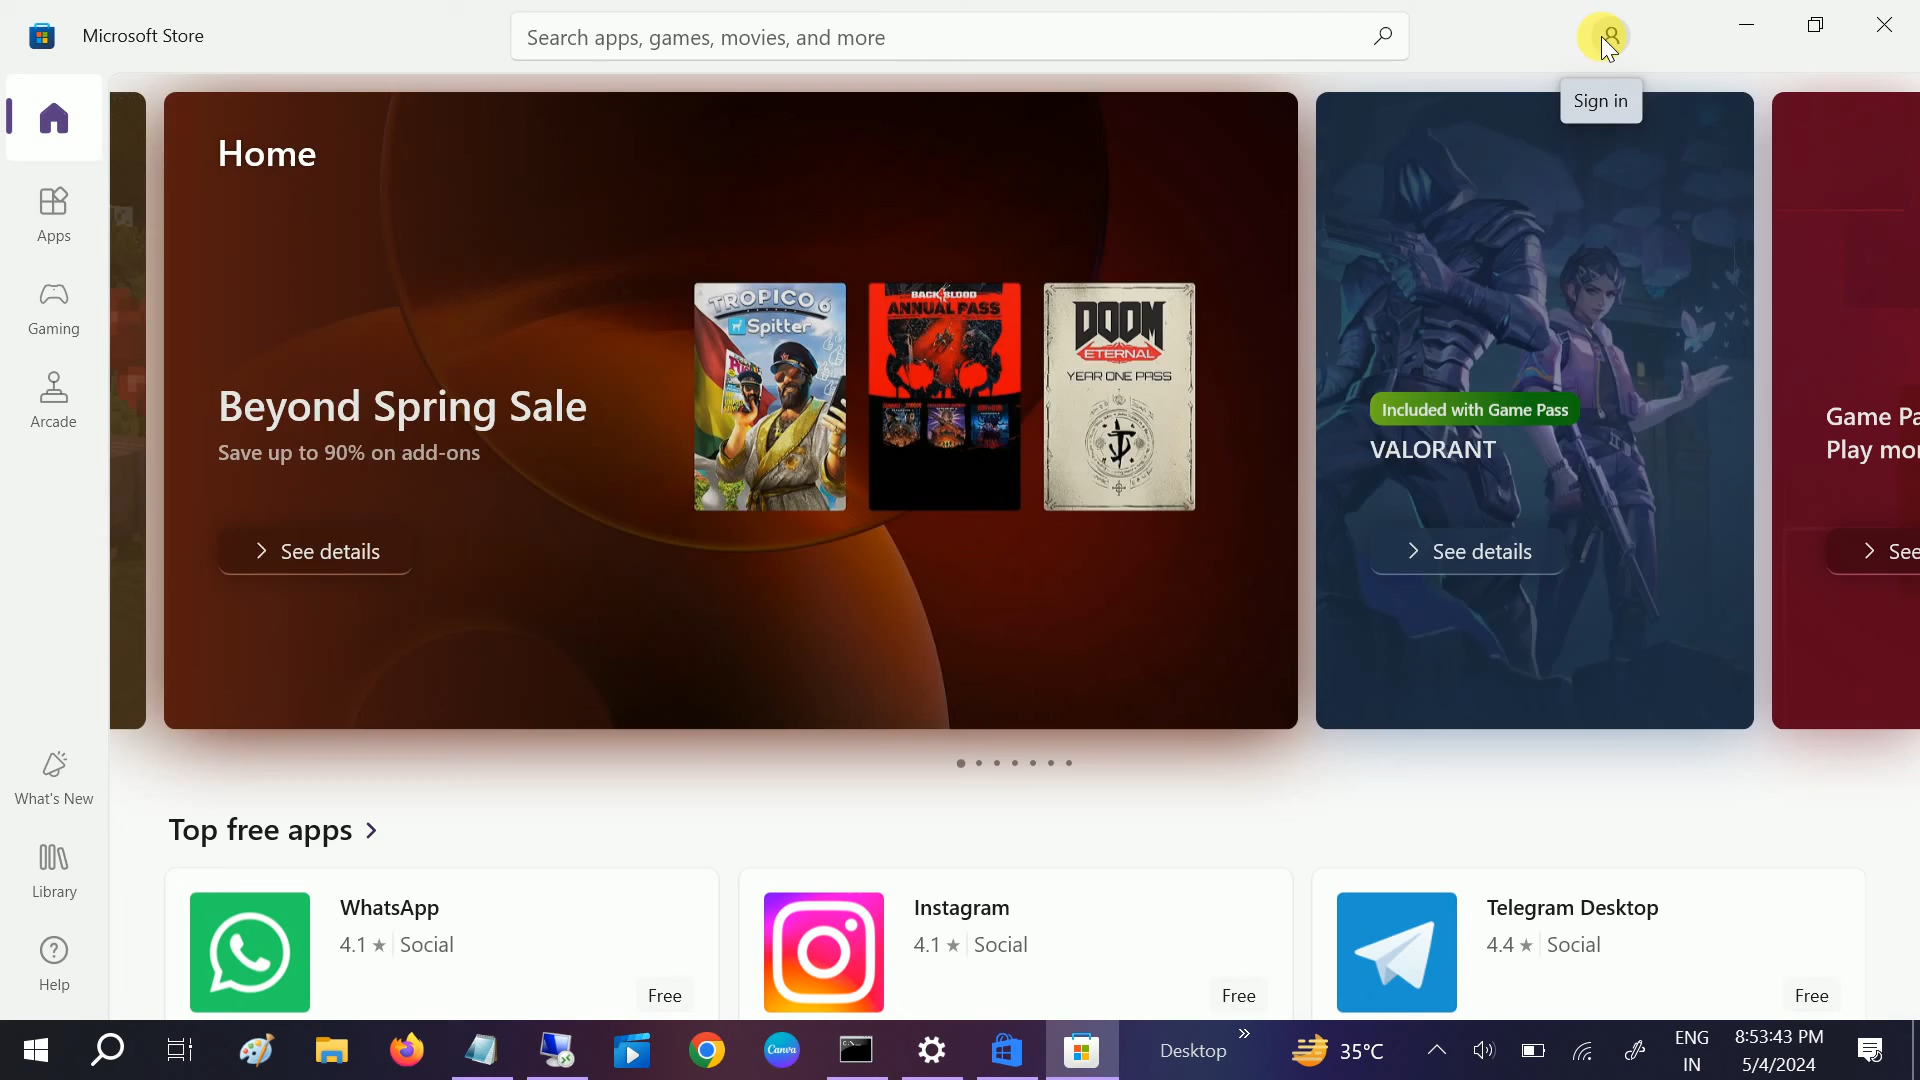 Microsoft Store
Search apps, games, movies, and more
Sign in
Home
Apps
Gaming
Arcade
What's New
Library
Help
Home
Beyond Spring Sale
Save up to 90% on add-ons
See details
TROPICO 6
Spitter
BACK 4 BLOOD
ANNUAL PASS
DOOM
ETERNAL
YEAR ONE PASS
Included with Game Pass
VALORANT
See details
Game Pa
Play mo
See
Top free apps
WhatsApp
4.1 ★ Social
Free
Instagram
4.1 ★ Social
Free
Telegram Desktop
4.4 ★ Social
Free
Canva
Desktop
35°C
ENG
IN
8:53:43 PM
5/4/2024